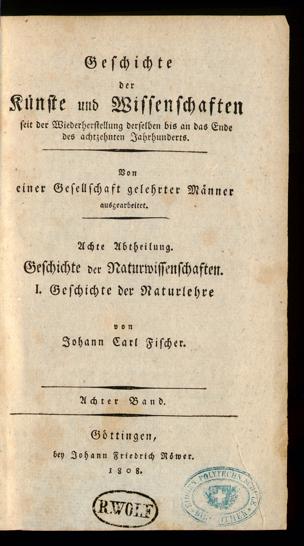 Geschichte
der
Künste und Wissenschaften
seit der Wiederherstellung derselben bis an das Ende
des achtzehnten Jahrhunderts.
Von
einer Gesellschaft gelehrter Männer
ausgearbeitet.
Achte Abtheilung.
Geschichte der Naturwissenschaften.
I. Geschichte der Naturlehre
von
Johann Carl Fischer.
Achter Band.
Göttingen,
bey Johann Friedrich Röwer.
1808.
R.WOLF